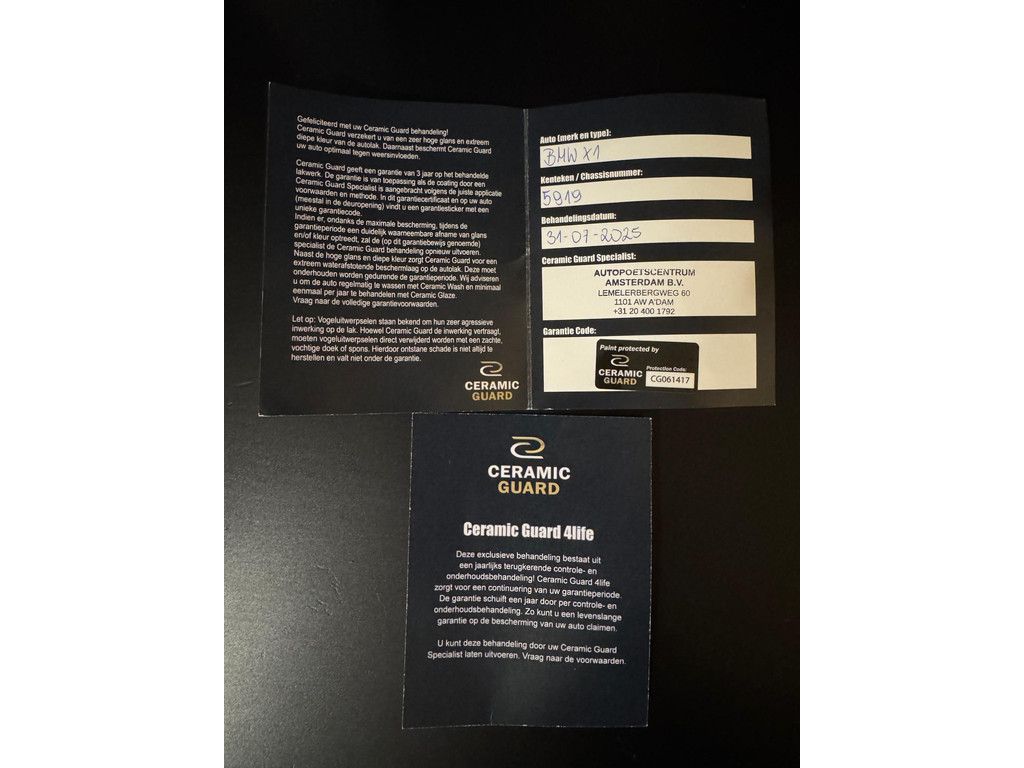 Gefeliciteerd met uw Ceramic Guard behandeling!
Ceramic Guard verzekert u van een zeer hoge glans en extreem
diepe kleur van de autolak. Daarnaast beschermt Ceramic Guard
uw auto optimaal tegen weersinvloeden.
Ceramic Guard geeft een garantie van 3 jaar op het behandelde
lakwerk. De garantie is van toepassing als de coating door een
Ceramic Guard Specialist is aangebracht volgens de juiste applicatie
voorwaarden en methode. In dit garantiecertificaat en op uw auto
(meestal in de deuropening) vindt u een garantiesticker met een
unieke garantiecode.
Indien er, ondanks de maximale bescherming, tijdens de
garantieperiode een duidelijk waarneembare afname van glans
en/of kleur optreedt, zal de (op dit garantiebewijs genoemde)
specialist de Ceramic Guard behandeling opnieuw uitvoeren.
Naast de hoge glans en diepe kleur zorgt Ceramic Guard voor een
extreem waterafstotende beschermlaag op de autolak. Deze moet
onderhouden worden gedurende de garantieperiode. Wij adviseren
u om de auto regelmatig te wassen met Ceramic Wash en minimaal
eenmaal per jaar te behandelen met Ceramic Glaze.
Vraag naar de volledige garantievoorwaarden.
Let op: Vogeluitwerpselen staan bekend om hun zeer agressieve
inwerking op de lak. Hoewel Ceramic Guard de inwerking vertraagt,
moeten vogeluitwerpselen direct verwijderd worden met een zachte,
vochtige doek of spons. Hierdoor ontstane schade is niet altijd te
herstellen en valt niet onder de garantie.
CERAMIC
GUARD
Auto (merk en type):
BMW X1
Kenteken / Chassisnummer:
5919
Behandelingsdatum:
31-07-2025
Ceramic Guard Specialist:
AUTOPOETSCENTRUM
AMSTERDAM B.V.
LEMELERBERGWEG 60
1101 AW A'DAM
+31 20 400 1792
Garantie Code:
Paint protected by
CERAMIC
GUARD
Protection Code:
CG061417
CERAMIC
GUARD
Ceramic Guard 4life
Deze exclusieve behandeling bestaat uit
een jaarlijks terugkerende controle- en
onderhoudsbehandeling! Ceramic Guard 4life
zorgt voor een continuering van uw garantieperiode.
De garantie schuift een jaar door per controle- en
onderhoudsbehandeling. Zo kunt u een levenslange
garantie op de bescherming van uw auto claimen.
U kunt deze behandeling door uw Ceramic Guard
Specialist laten uitvoeren. Vraag naar de voorwaarden.